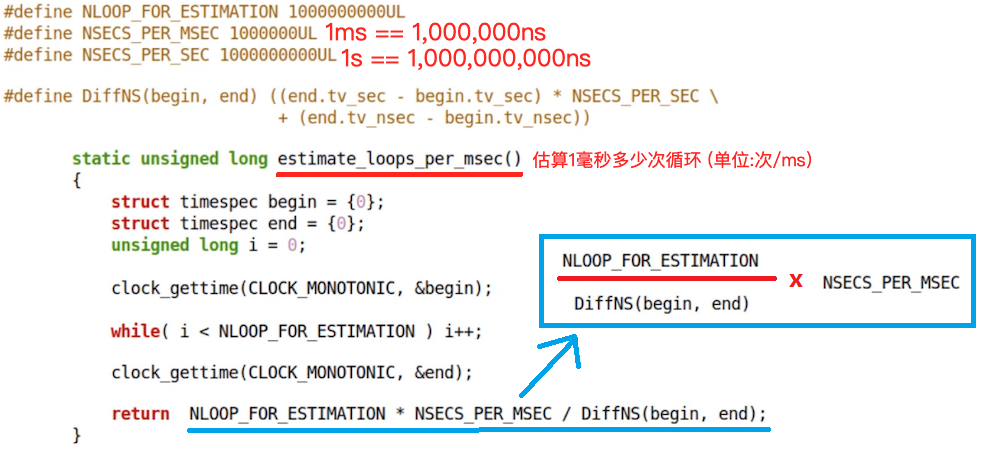 #define NLOOP_FOR_ESTIMATION 1000000000UL
#define NSECS_PER_MSEC 1000000UL 1ms == 1,000,000ns
#define NSECS_PER_SEC 1000000000UL 1s == 1,000,000,000ns
#define DiffNS(begin, end) ((end.tv_sec - begin.tv_sec) * NSECS_PER_SEC \
+ (end.tv_nsec - begin.tv_nsec))
static unsigned long estimate_loops_per_msec() 估算1毫秒多少次循环 (单位:次/ms)
{
struct timespec begin = {0};
struct timespec end = {0};
unsigned long i = 0;
clock_gettime(CLOCK_MONOTONIC, &begin);
while( i < NLOOP_FOR_ESTIMATION ) i++;
clock_gettime(CLOCK_MONOTONIC, &end);
return NLOOP_FOR_ESTIMATION * NSECS_PER_MSEC / DiffNS(begin, end);
}
NLOOP_FOR_ESTIMATION
x NSECS_PER_MSEC
DiffNS(begin, end)